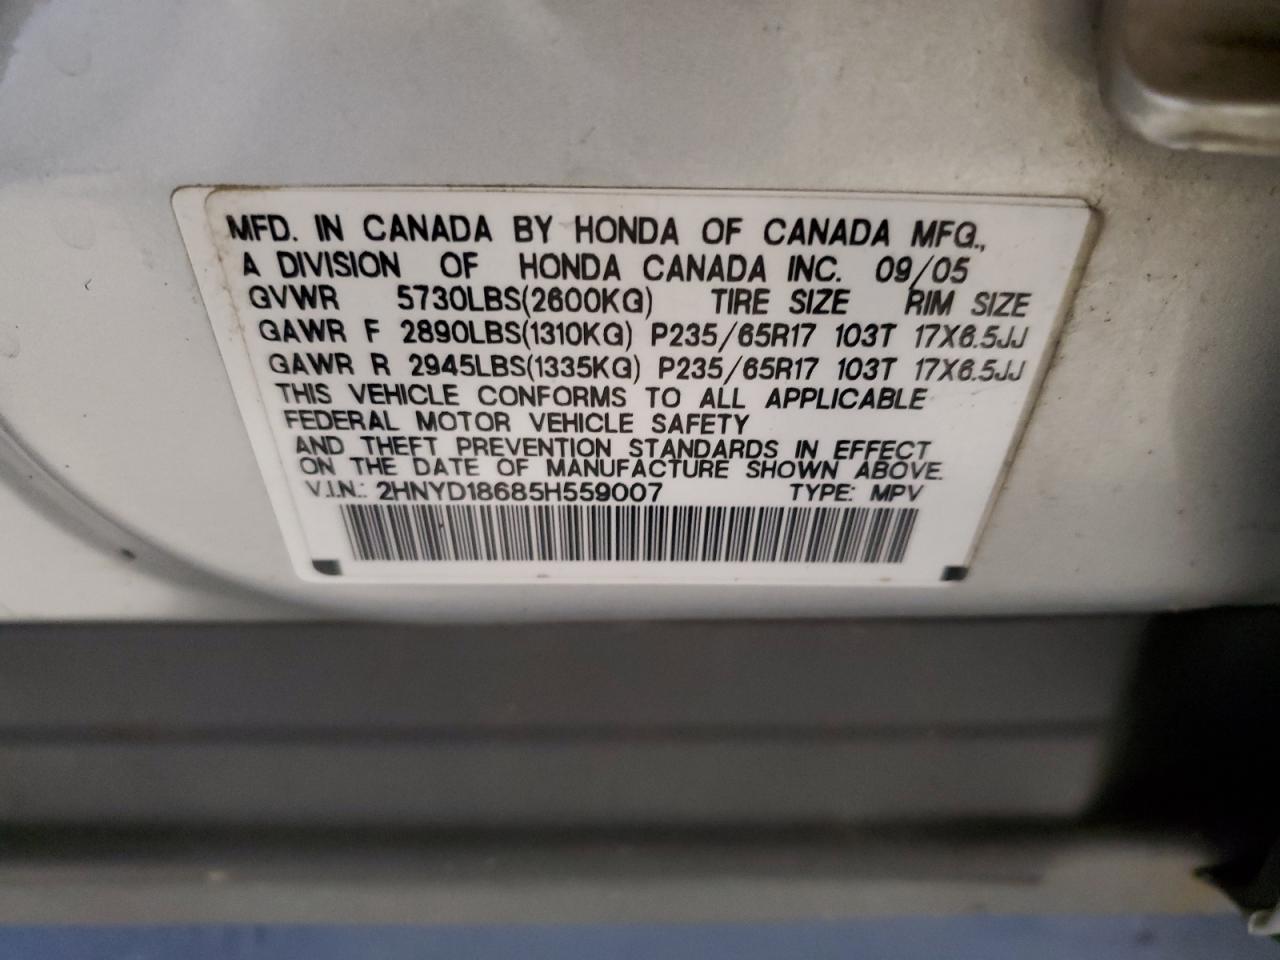 MFD. IN CANADA BY HONDA OF CANADA MFG.,
A DIVISION OF HONDA CANADA INC. 09/05
GVWR 5730LBS(2600KG) TIRE SIZE RIM SIZE
GAWR F 2890LBS(1310KG) P235/65R17 103T 17X6.5JJ
GAWR R 2945LBS(1335KG) P235/65R17 103T 17X6.5JJ
THIS VEHICLE CONFORMS TO ALL APPLICABLE
FEDERAL MOTOR VEHICLE SAFETY
AND THEFT PREVENTION STANDARDS IN EFFECT
ON THE DATE OF MANUFACTURE SHOWN ABOVE.
V.I.N.: 2HNYD18685H559007 TYPE: MPV